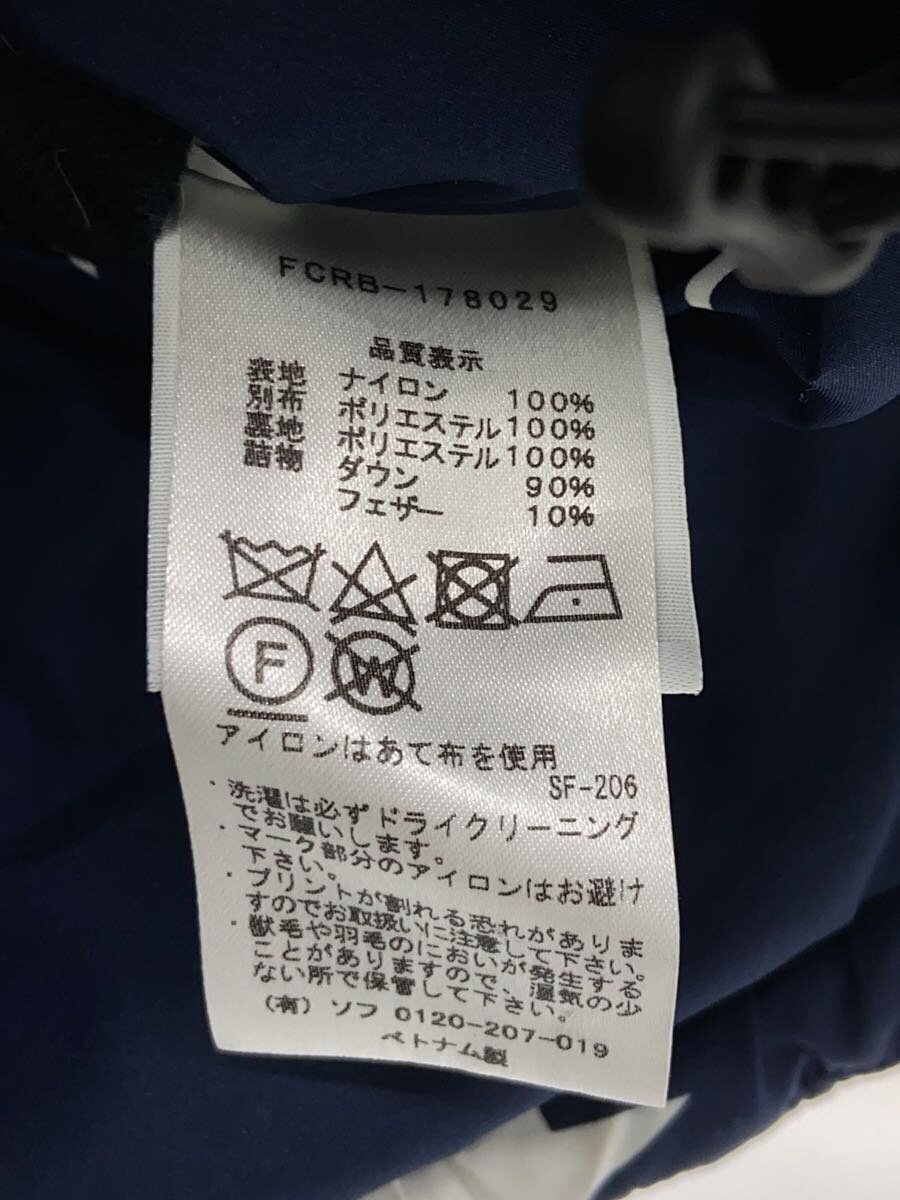 FCRB-178029
品質表示
表地 ナイロン 100%
別布 ポリエステル 100%
裏地 ポリエステル 100%
詰物 ダウン 90%
フェザー 10%
F W
アイロンはあて布を使用
SF-206
・洗濯は必ずドライクリーニング
でお願いします。
・マーク部分のアイロンはお避け
下さい。
・プリントが割れる恐れがありま
すのでお取扱いに注意して下さい。
・獣毛や羽毛のにおいが発生する
ことがありますので、湿気の少
ない所で保管して下さい。
(有) ソフ 0120-207-019
ベトナム製